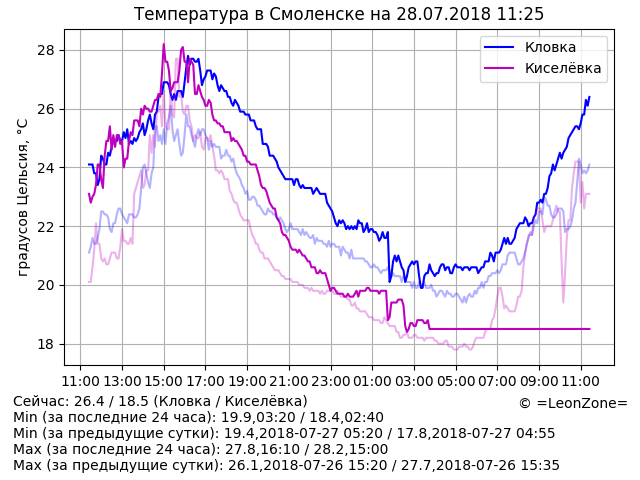 Температура в Смоленске на 28.07.2018 11:25
градусов Цельсия, °C
28
26
24
22
20
18
Кловка
Киселёвка
11:00 13:00 15:00 17:00 19:00 21:00 23:00 01:00 03:00 05:00 07:00 09:00 11:00
Сейчас: 26.4 / 18.5 (Кловка / Киселёвка)
© =LeonZone=
Min (за последние 24 часа): 19.9,03:20 / 18.4,02:40
Min (за предыдущие сутки): 19.4,2018-07-27 05:20 / 17.8,2018-07-27 04:55
Max (за последние 24 часа): 27.8,16:10 / 28.2,15:00
Max (за предыдущие сутки): 26.1,2018-07-26 15:20 / 27.7,2018-07-26 15:35